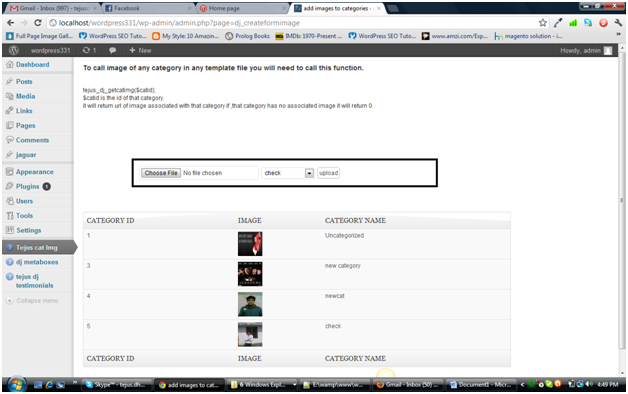 Gmail - Inbox (997) - tejus
Facebook
Home page
add images to categories -
localhost/wordpress331/wp-admin/admin.php?page=dj_createformimage
Full Page Image Gall...
WordPress SEO Tuto...
My Style: 10 Amazin...
Prolog Books
IMDb: 1970-Present ...
WordPress SEO Tuto...
www.amzi.com/Exp...
magento solution - i...
wordpress331
1
+ New
Howdy, admin
Dashboard
Posts
Media
Links
Pages
Comments
jaguar
Appearance
Plugins 1
Users
Tools
Settings
Tejus cat Img
dj metaboxes
tejus dj
testimonials
Collapse menu
To call image of any category in any template file you will need to call this function.
tejus_dj_getcatimg($catid);
$catid is the id of that category.
it will return url of image associated with that category if ,that category has no associated image it will return 0.
Choose File No file chosen check upload
CATEGORY ID IMAGE CATEGORY NAME
1 Uncategorized
3 new category
4 newcat
5 check
CATEGORY ID IMAGE CATEGORY NAME
Skype™ - tejus.dh...
add images to cat...
6 Windows Expl...
E:\wamp\www\w...
Gmail - Inbox (50) ...
Document1 - Micr...
4:49 PM